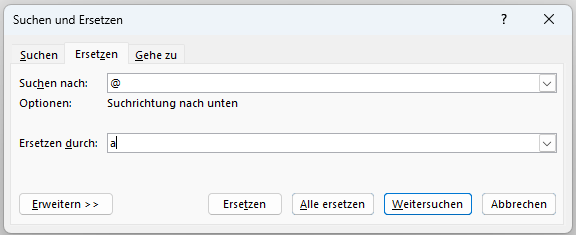 Suchen und Ersetzen ?
Suchen Ersetzen Gehe zu
Suchen nach: @
Optionen: Suchrichtung nach unten
Ersetzen durch: a
Erweitern >> Ersetzen Alle ersetzen Weitersuchen Abbrechen